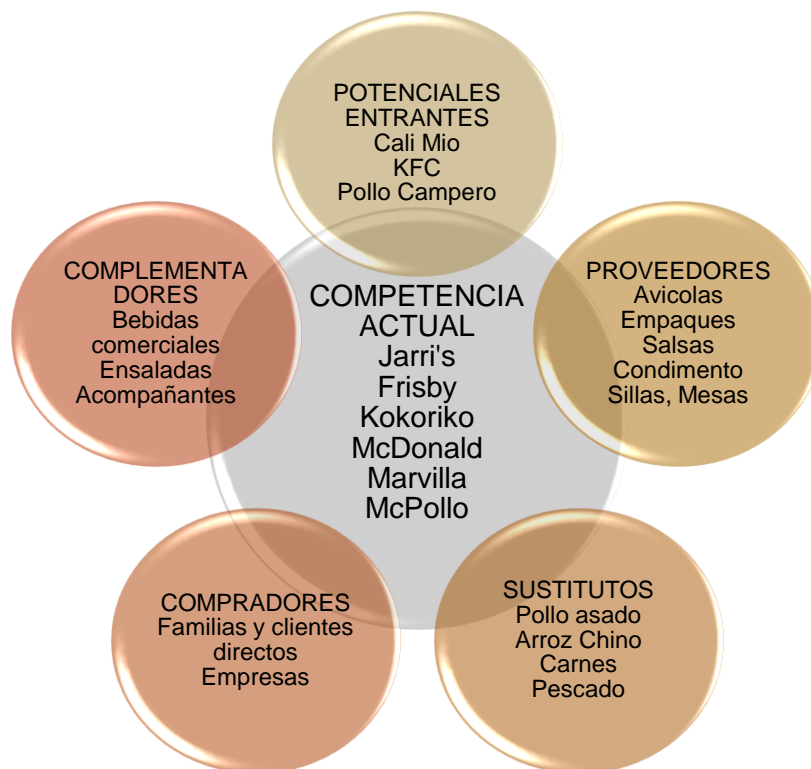 POTENCIALES
ENTRANTES
Cali Mio
KFC
Pollo Campero
COMPLEMENTA
DORES
Bebidas
comerciales
Ensaladas
Acompañantes
COMPETENCIA
ACTUAL
Jarri's
Frisby
Kokoriko
McDonald
Marvilla
McPollo
PROVEEDORES
Avicolas
Empaques
Salsas
Condimento
Sillas, Mesas
COMPRADORES
Familias y clientes
directos
Empresas
SUSTITUTOS
Pollo asado
Arroz Chino
Carnes
Pescado